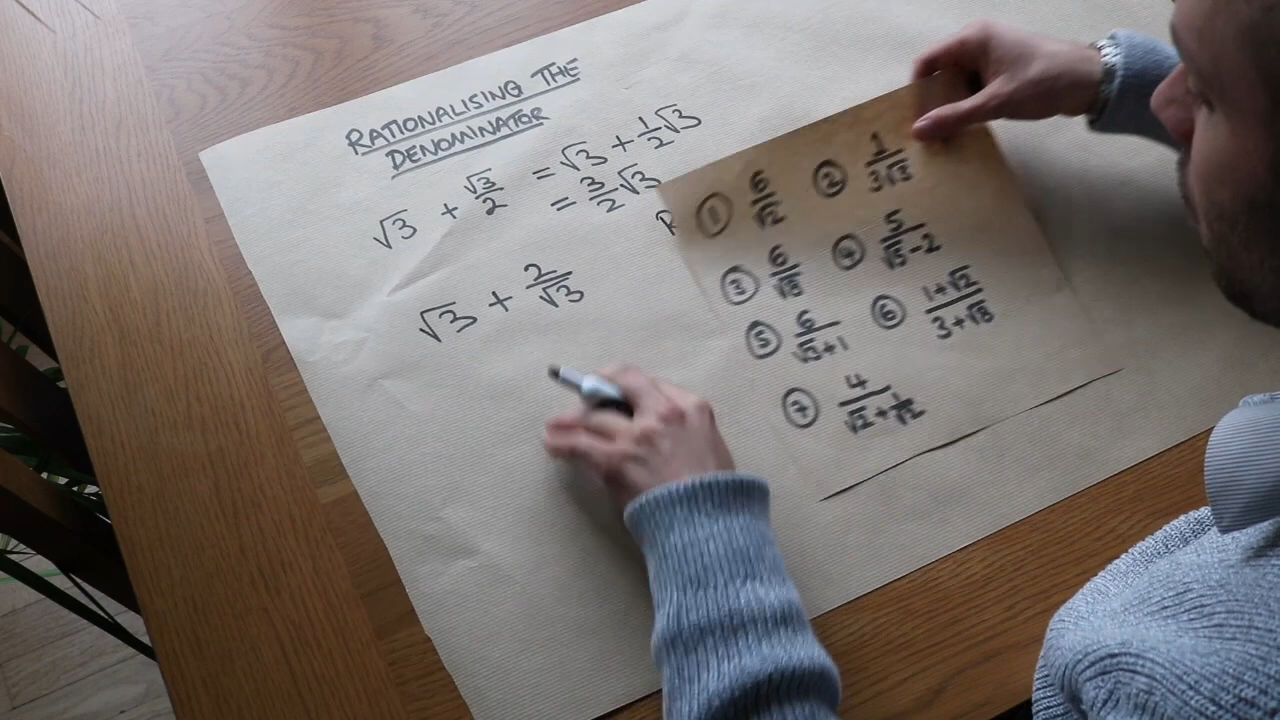 RATIONALISING THE
DENOMINATOR
√3 + √3/2 = √3 + 1/2√3
= 3/2√3
R
√3 + 2/√3
① 6/√2 ② 1/3√3
③ 6/√8 ④ 5/√5-2
⑤ 6/√2+1 ⑥ 1+√2/3+√8
⑦ 4/√2+1/√2